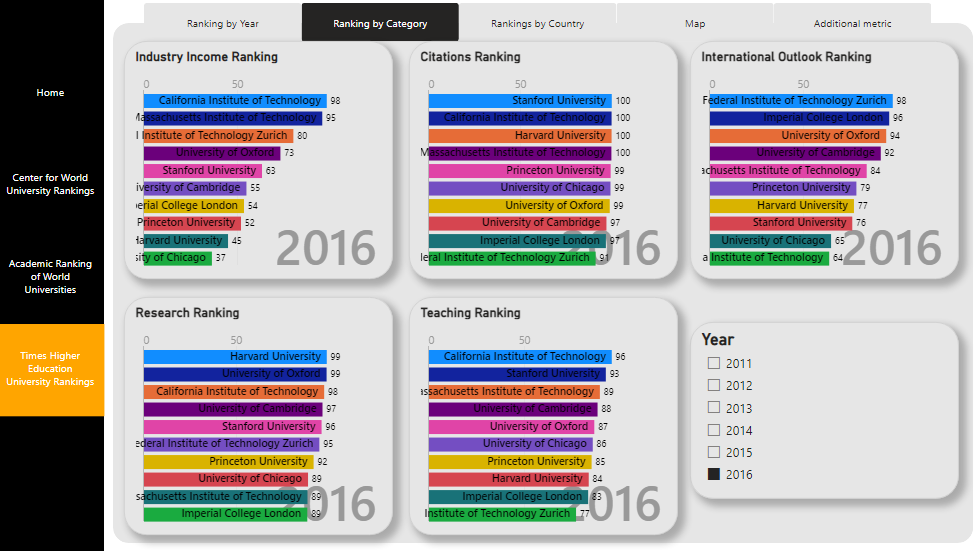 Ranking by Year
Ranking by Category
Rankings by Country
Map
Additional metric
Home
Center for World
University Rankings
Academic Ranking
of World
Universities
Times Higher
Education
University Rankings
Industry Income Ranking
0 50
California Institute of Technology 98
Massachusetts Institute of Technology 95
l Institute of Technology Zurich 80
University of Oxford 73
Stanford University 63
iversity of Cambridge 55
erial College London 54
Princeton University 52
Harvard University 45
sity of Chicago 37
2016
Citations Ranking
0 50
Stanford University 100
California Institute of Technology 100
Harvard University 100
Massachusetts Institute of Technology 100
Princeton University 99
University of Chicago 99
University of Oxford 99
University of Cambridge 97
Imperial College London 97
leral Institute of Technology Zurich 91
2016
International Outlook Ranking
0 50
Federal Institute of Technology Zurich 98
Imperial College London 96
University of Oxford 94
University of Cambridge 92
achusetts Institute of Technology 84
Princeton University 79
Harvard University 77
Stanford University 76
University of Chicago 65
a Institute of Technology 64
2016
Research Ranking
0 50
Harvard University 99
University of Oxford 99
California Institute of Technology 98
University of Cambridge 97
Stanford University 96
ederal Institute of Technology Zurich 95
Princeton University 92
University of Chicago 89
sachusetts Institute of Technology 89
Imperial College London 89
2016
Teaching Ranking
0 50
California Institute of Technology 96
Stanford University 93
assachusetts Institute of Technology 89
University of Cambridge 88
University of Oxford 87
University of Chicago 86
Princeton University 85
Harvard University 84
Imperial College London 83
Institute of Technology Zurich 77
2016
Year
2011
2012
2013
2014
2015
2016